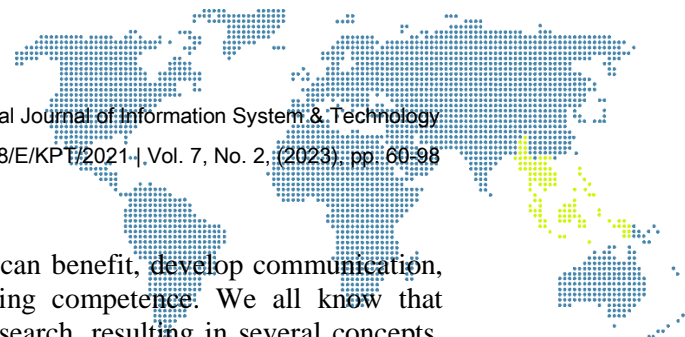 al Journal of Information System & Technology
8/E/KPT/2021 | Vol. 7, No. 2, (2023), pp. 60-98
can benefit, develop communication,
ing competence. We all know that
search, resulting in several concepts,